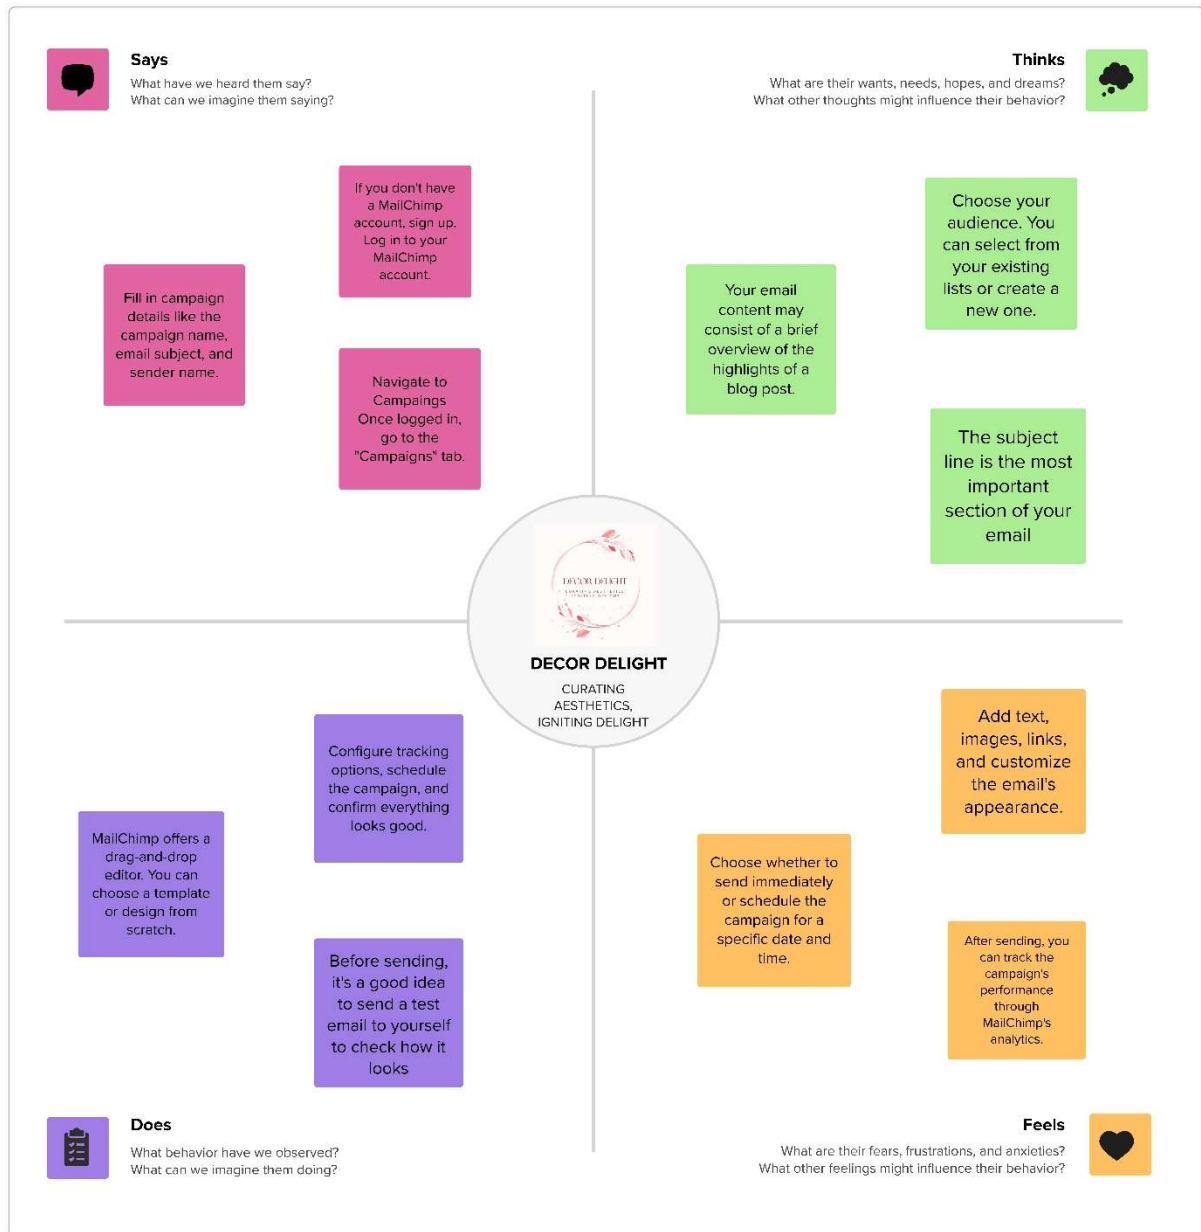 Says
What have we heard them say?
What can we imagine them saying?
Thinks
What are their wants, needs, hopes, and dreams?
What other thoughts might influence their behavior?
If you don't have
a MailChimp
account, sign up.
Log in to your
MailChimp
account.
Fill in campaign
details like the
campaign name,
email subject, and
sender name.
Navigate to
Campaings
Once logged in,
go to the
"Campaigns" tab.
Choose your
audience. You
can select from
your existing
lists or create a
new one.
Your email
content may
consist of a brief
overview of the
highlights of a
blog post.
The subject
line is the most
important
section of your
email
DECOR DELIGHT
DECOR DELIGHT
CURATING
AESTHETICS,
IGNITING DELIGHT
Configure tracking
options, schedule
the campaign, and
confirm everything
looks good.
MailChimp offers a
drag-and-drop
editor. You can
choose a template
or design from
scratch.
Before sending,
it's a good idea
to send a test
email to yourself
to check how it
looks
Add text,
images, links,
and customize
the email's
appearance.
Choose whether to
send immediately
or schedule the
campaign for a
specific date and
time.
After sending, you
can track the
campaign's
performance
through
MailChimp's
analytics.
Does
What behavior have we observed?
What can we imagine them doing?
Feels
What are their fears, frustrations, and anxieties?
What other feelings might influence their behavior?